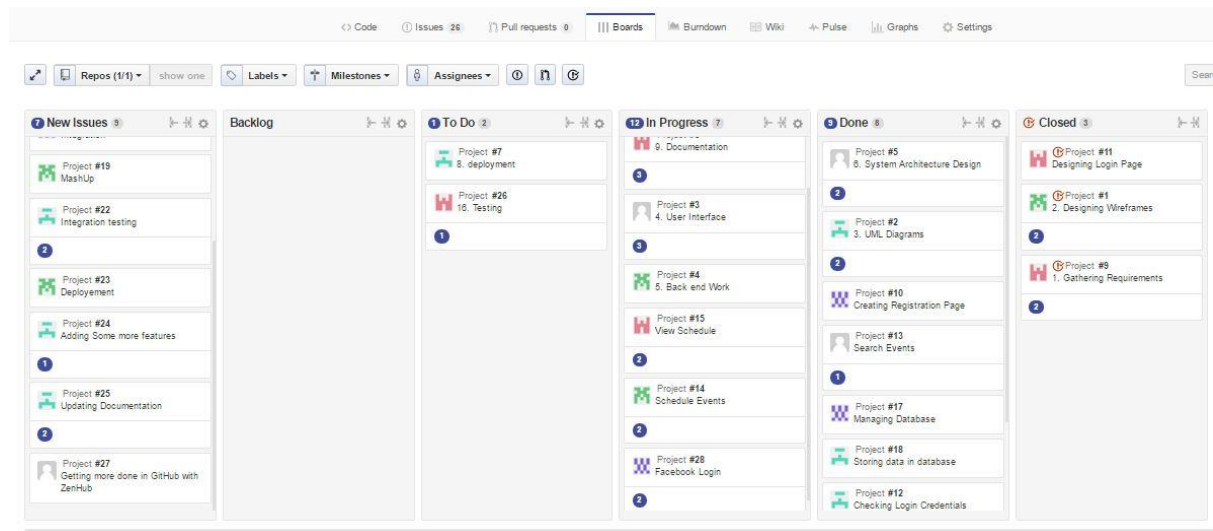 Code Issues 26 Pull requests 0 Boards Burndown Wiki Pulse Graphs Settings
Repos (1/1) show one Labels Milestones Assignees Sear
7 New Issues 9
Project #19
MashUp
Project #22
Integration testing
2
Project #23
Deployement
Project #24
Adding Some more features
1
Project #25
Updating Documentation
2
Project #27
Getting more done in GitHub with
ZenHub
Backlog
1 To Do 2
Project #7
8. deployment
Project #26
16. Testing
1
12 In Progress 7
9. Documentation
3
Project #3
4. User Interface
3
Project #4
5. Back end Work
Project #15
View Schedule
2
Project #14
Schedule Events
2
Project #28
Facebook Login
2
9 Done 8
Project #5
6. System Architecture Design
2
Project #2
3. UML Diagrams
2
Project #10
Creating Registration Page
Project #13
Search Events
1
Project #17
Managing Database
Project #18
Storing data in database
Project #12
Checking Login Credentials
Closed 3
Project #11
Designing Login Page
Project #1
2. Designing Wireframes
2
Project #9
1. Gathering Requirements
2